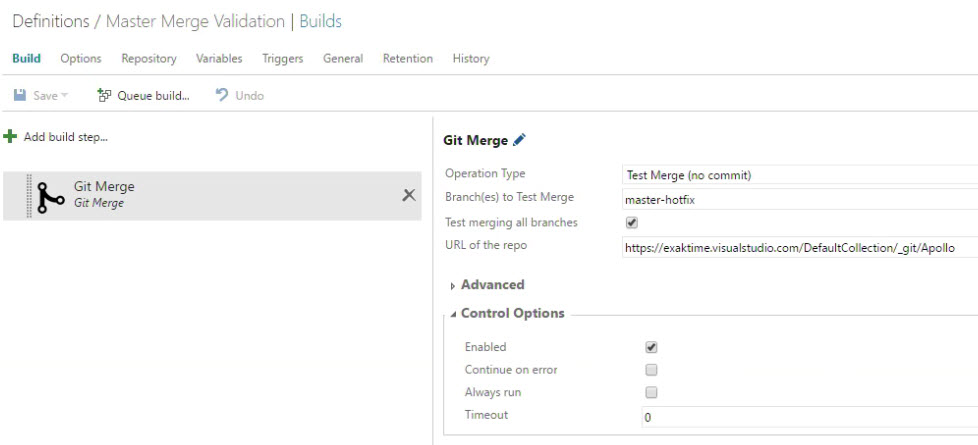 Definitions / Master Merge Validation | Builds
Build Options Repository Variables Triggers General Retention History
Save Queue build... Undo
Add build step...
Git Merge
Git Merge
Git Merge
Operation Type Test Merge (no commit)
Branch(es) to Test Merge master-hotfix
Test merging all branches
URL of the repo https://exaktime.visualstudio.com/DefaultCollection/_git/Apollo
Advanced
Control Options
Enabled
Continue on error
Always run
Timeout 0